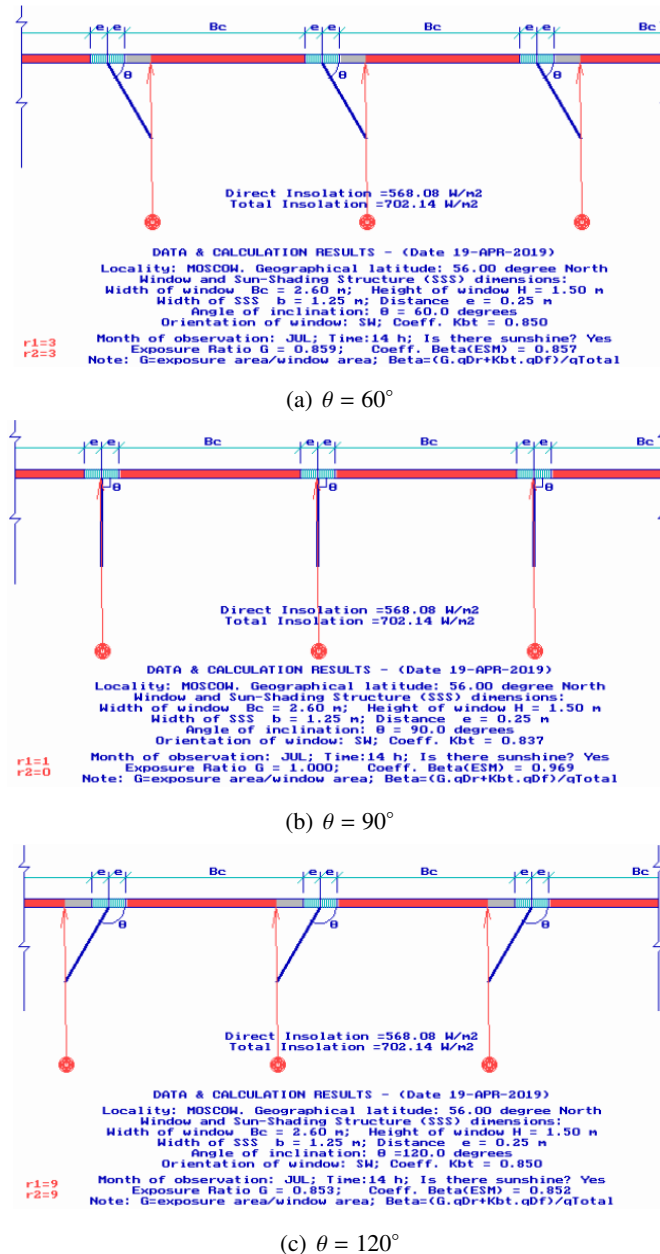 e e Bc e e Bc e e Bc
θ θ θ
Direct Insolation =568.08 W/m2
Total Insolation =702.14 W/m2
DATA & CALCULATION RESULTS - (Date 19-APR-2019)
Locality: MOSCOW. Geographical latitude: 56.00 degree North
Window and Sun-Shading Structure (SSS) dimensions:
Width of window Bc = 2.60 m; Height of window H = 1.50 m
Width of SSS b = 1.25 m; Distance e = 0.25 m
Angle of inclination: θ = 60.0 degrees
Orientation of window: SW; Coeff. Kbt = 0.850
r1=3
r2=3
Month of observation: JUL; Time:14 h; Is there sunshine? Yes
Exposure Ratio G = 0.859; Coeff. Beta(ESM) = 0.857
Note: G=exposure area/window area; Beta=(G.qDr+Kbt.qDf)/qTotal
(a) θ = 60°
e e Bc e e Bc e e Bc
θ θ θ
Direct Insolation =568.08 W/m2
Total Insolation =702.14 W/m2
DATA & CALCULATION RESULTS - (Date 19-APR-2019)
Locality: MOSCOW. Geographical latitude: 56.00 degree North
Window and Sun-Shading Structure (SSS) dimensions:
Width of window Bc = 2.60 m; Height of window H = 1.50 m
Width of SSS b = 1.25 m; Distance e = 0.25 m
Angle of inclination: θ = 90.0 degrees
Orientation of window: SW; Coeff. Kbt = 0.837
r1=1
r2=0
Month of observation: JUL; Time:14 h; Is there sunshine? Yes
Exposure Ratio G = 1.000; Coeff. Beta(ESM) = 0.969
Note: G=exposure area/window area; Beta=(G.qDr+Kbt.qDf)/qTotal
(b) θ = 90°
e e Bc e e Bc e e Bc
θ θ θ
Direct Insolation =568.08 W/m2
Total Insolation =702.14 W/m2
DATA & CALCULATION RESULTS - (Date 19-APR-2019)
Locality: MOSCOW. Geographical latitude: 56.00 degree North
Window and Sun-Shading Structure (SSS) dimensions:
Width of window Bc = 2.60 m; Height of window H = 1.50 m
Width of SSS b = 1.25 m; Distance e = 0.25 m
Angle of inclination: θ =120.0 degrees
Orientation of window: SW; Coeff. Kbt = 0.850
r1=9
r2=9
Month of observation: JUL; Time:14 h; Is there sunshine? Yes
Exposure Ratio G = 0.853; Coeff. Beta(ESM) = 0.852
Note: G=exposure area/window area; Beta=(G.qDr+Kbt.qDf)/qTotal
(c) θ = 120°